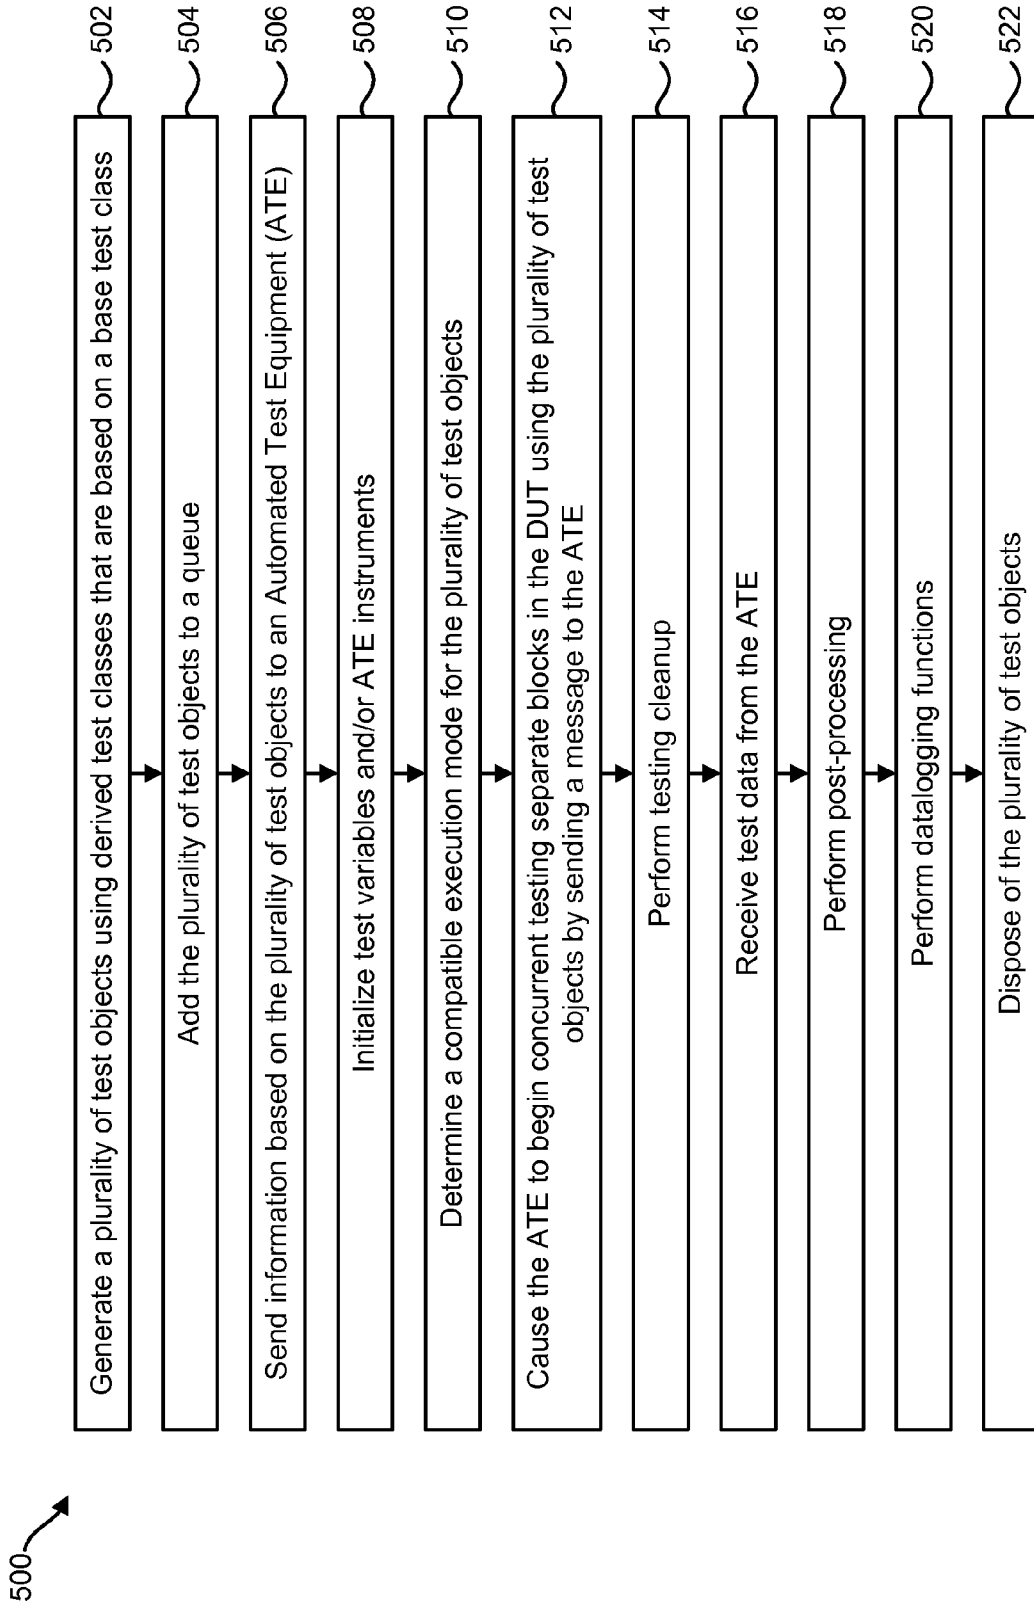 500
Generate a plurality of test objects using derived test classes that are based on a base test class
502
Add the plurality of test objects to a queue
504
Send information based on the plurality of test objects to an Automated Test Equipment (ATE)
506
Initialize test variables and/or ATE instruments
508
Determine a compatible execution mode for the plurality of test objects
510
Cause the ATE to begin concurrent testing separate blocks in the DUT using the plurality of test
objects by sending a message to the ATE
512
Perform testing cleanup
514
Receive test data from the ATE
516
Perform post-processing
518
Perform datalogging functions
520
Dispose of the plurality of test objects
522